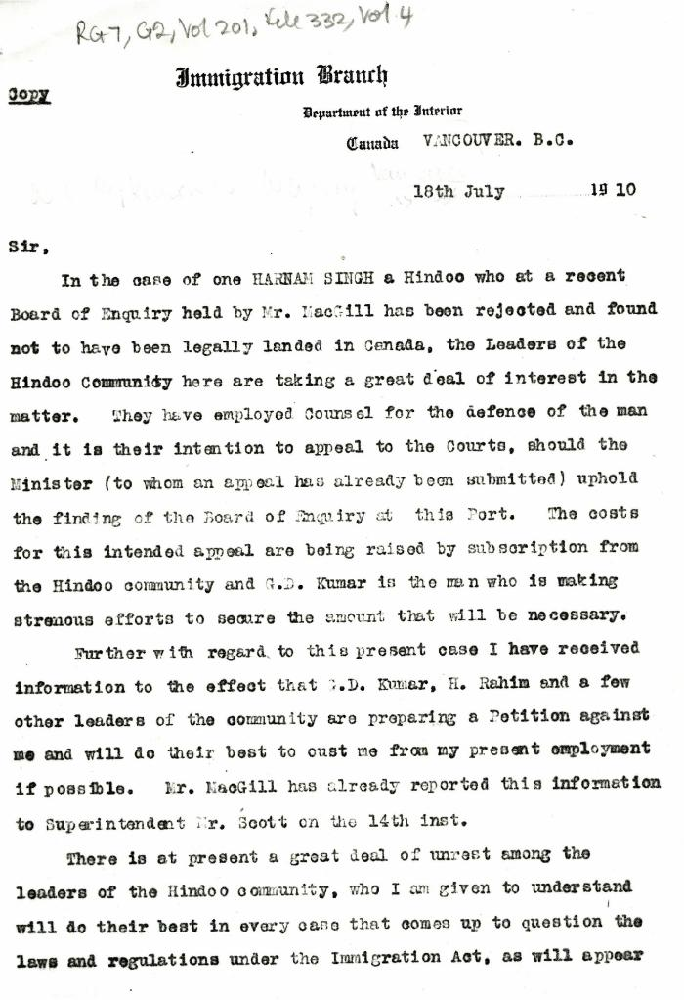 RG7, G2, Vol 201, File 332, Vol 4
Immigration Branch
Copy
Department of the Interior
Canada VANCOUVER. B.C.
18th July 1910
Sir,
In the case of one HARNAM SINGH a Hindoo who at a recent
Board of Enquiry held by Mr. MacGill has been rejected and found
not to have been legally landed in Canada, the Leaders of the
Hindoo Community here are taking a great deal of interest in the
matter. They have employed Counsel for the defence of the man
and it is their intention to appeal to the Courts, should the
Minister (to whom an appeal has already been submitted) uphold
the finding of the Board of Enquiry at this Port. The costs
for this intended appeal are being raised by subscription from
the Hindoo community and G.D. Kumar is the man who is making
strenous efforts to secure the amount that will be necessary.
Further with regard to this present case I have received
information to the effect that G.D. Kumar, H. Rahim and a few
other leaders of the community are preparing a Petition against
me and will do their best to oust me from my present employment
if possible. Mr. MacGill has already reported this information
to Superintendent Mr. Scott on the 14th inst.
There is at present a great deal of unrest among the
leaders of the Hindoo community, who I am given to understand
will do their best in every case that comes up to question the
laws and regulations under the Immigration Act, as will appear